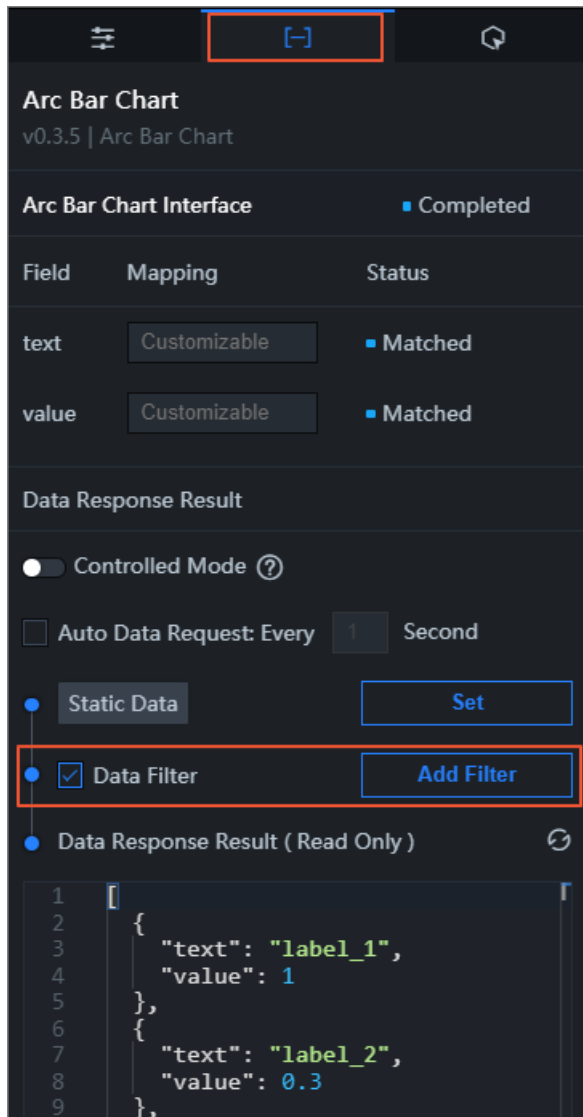 Arc Bar Chart
v0.3.5 | Arc Bar Chart
Arc Bar Chart Interface Completed
Field Mapping Status
text Customizable Matched
value Customizable Matched
Data Response Result
Controlled Mode ?
Auto Data Request: Every 1 Second
Static Data Set
Data Filter Add Filter
Data Response Result ( Read Only )
1 [
2 {
3 "text": "label_1",
4 "value": 1
5 },
6 {
7 "text": "label_2",
8 "value": 0.3
9 },